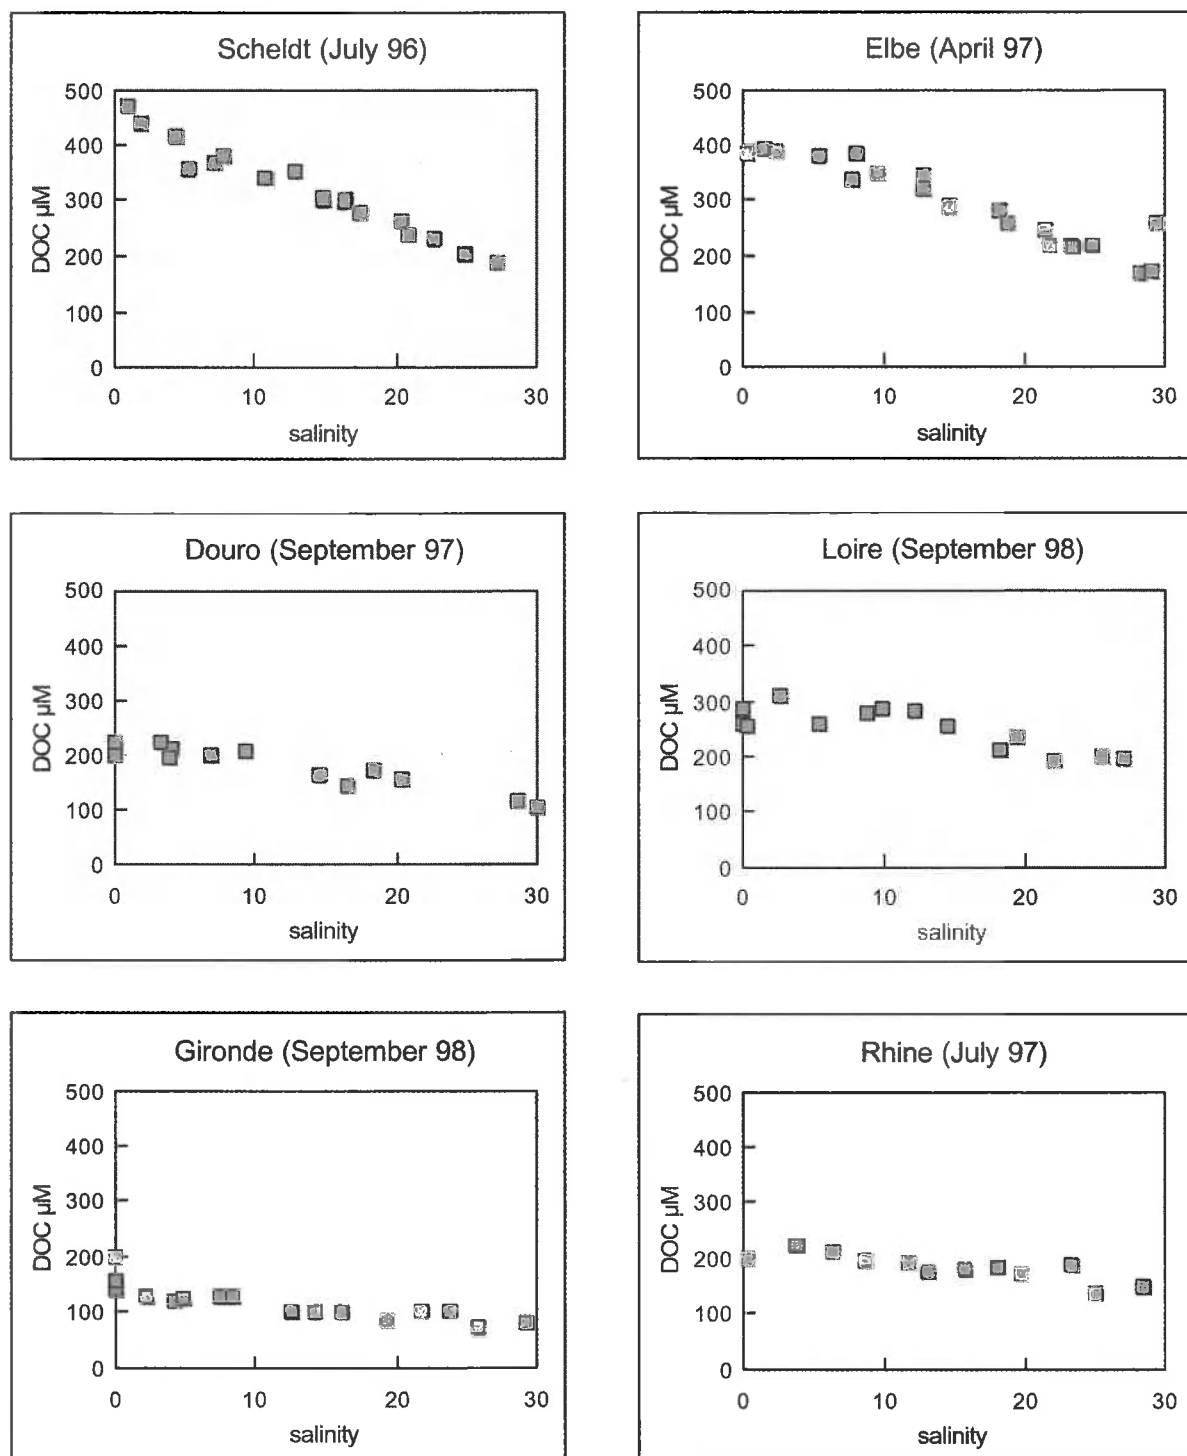 Scheldt (July 96)
500
400
300
200
100
0
DOC µM
0 10 20 30
salinity
Elbe (April 97)
500
400
300
200
100
0
DOC µM
0 10 20 30
salinity
Douro (September 97)
500
400
300
200
100
0
DOC µM
0 10 20 30
salinity
Loire (September 98)
500
400
300
200
100
0
DOC µM
0 10 20 30
salinity
Gironde (September 98)
500
400
300
200
100
0
DOC µM
0 10 20 30
salinity
Rhine (July 97)
500
400
300
200
100
0
DOC µM
0 10 20 30
salinity